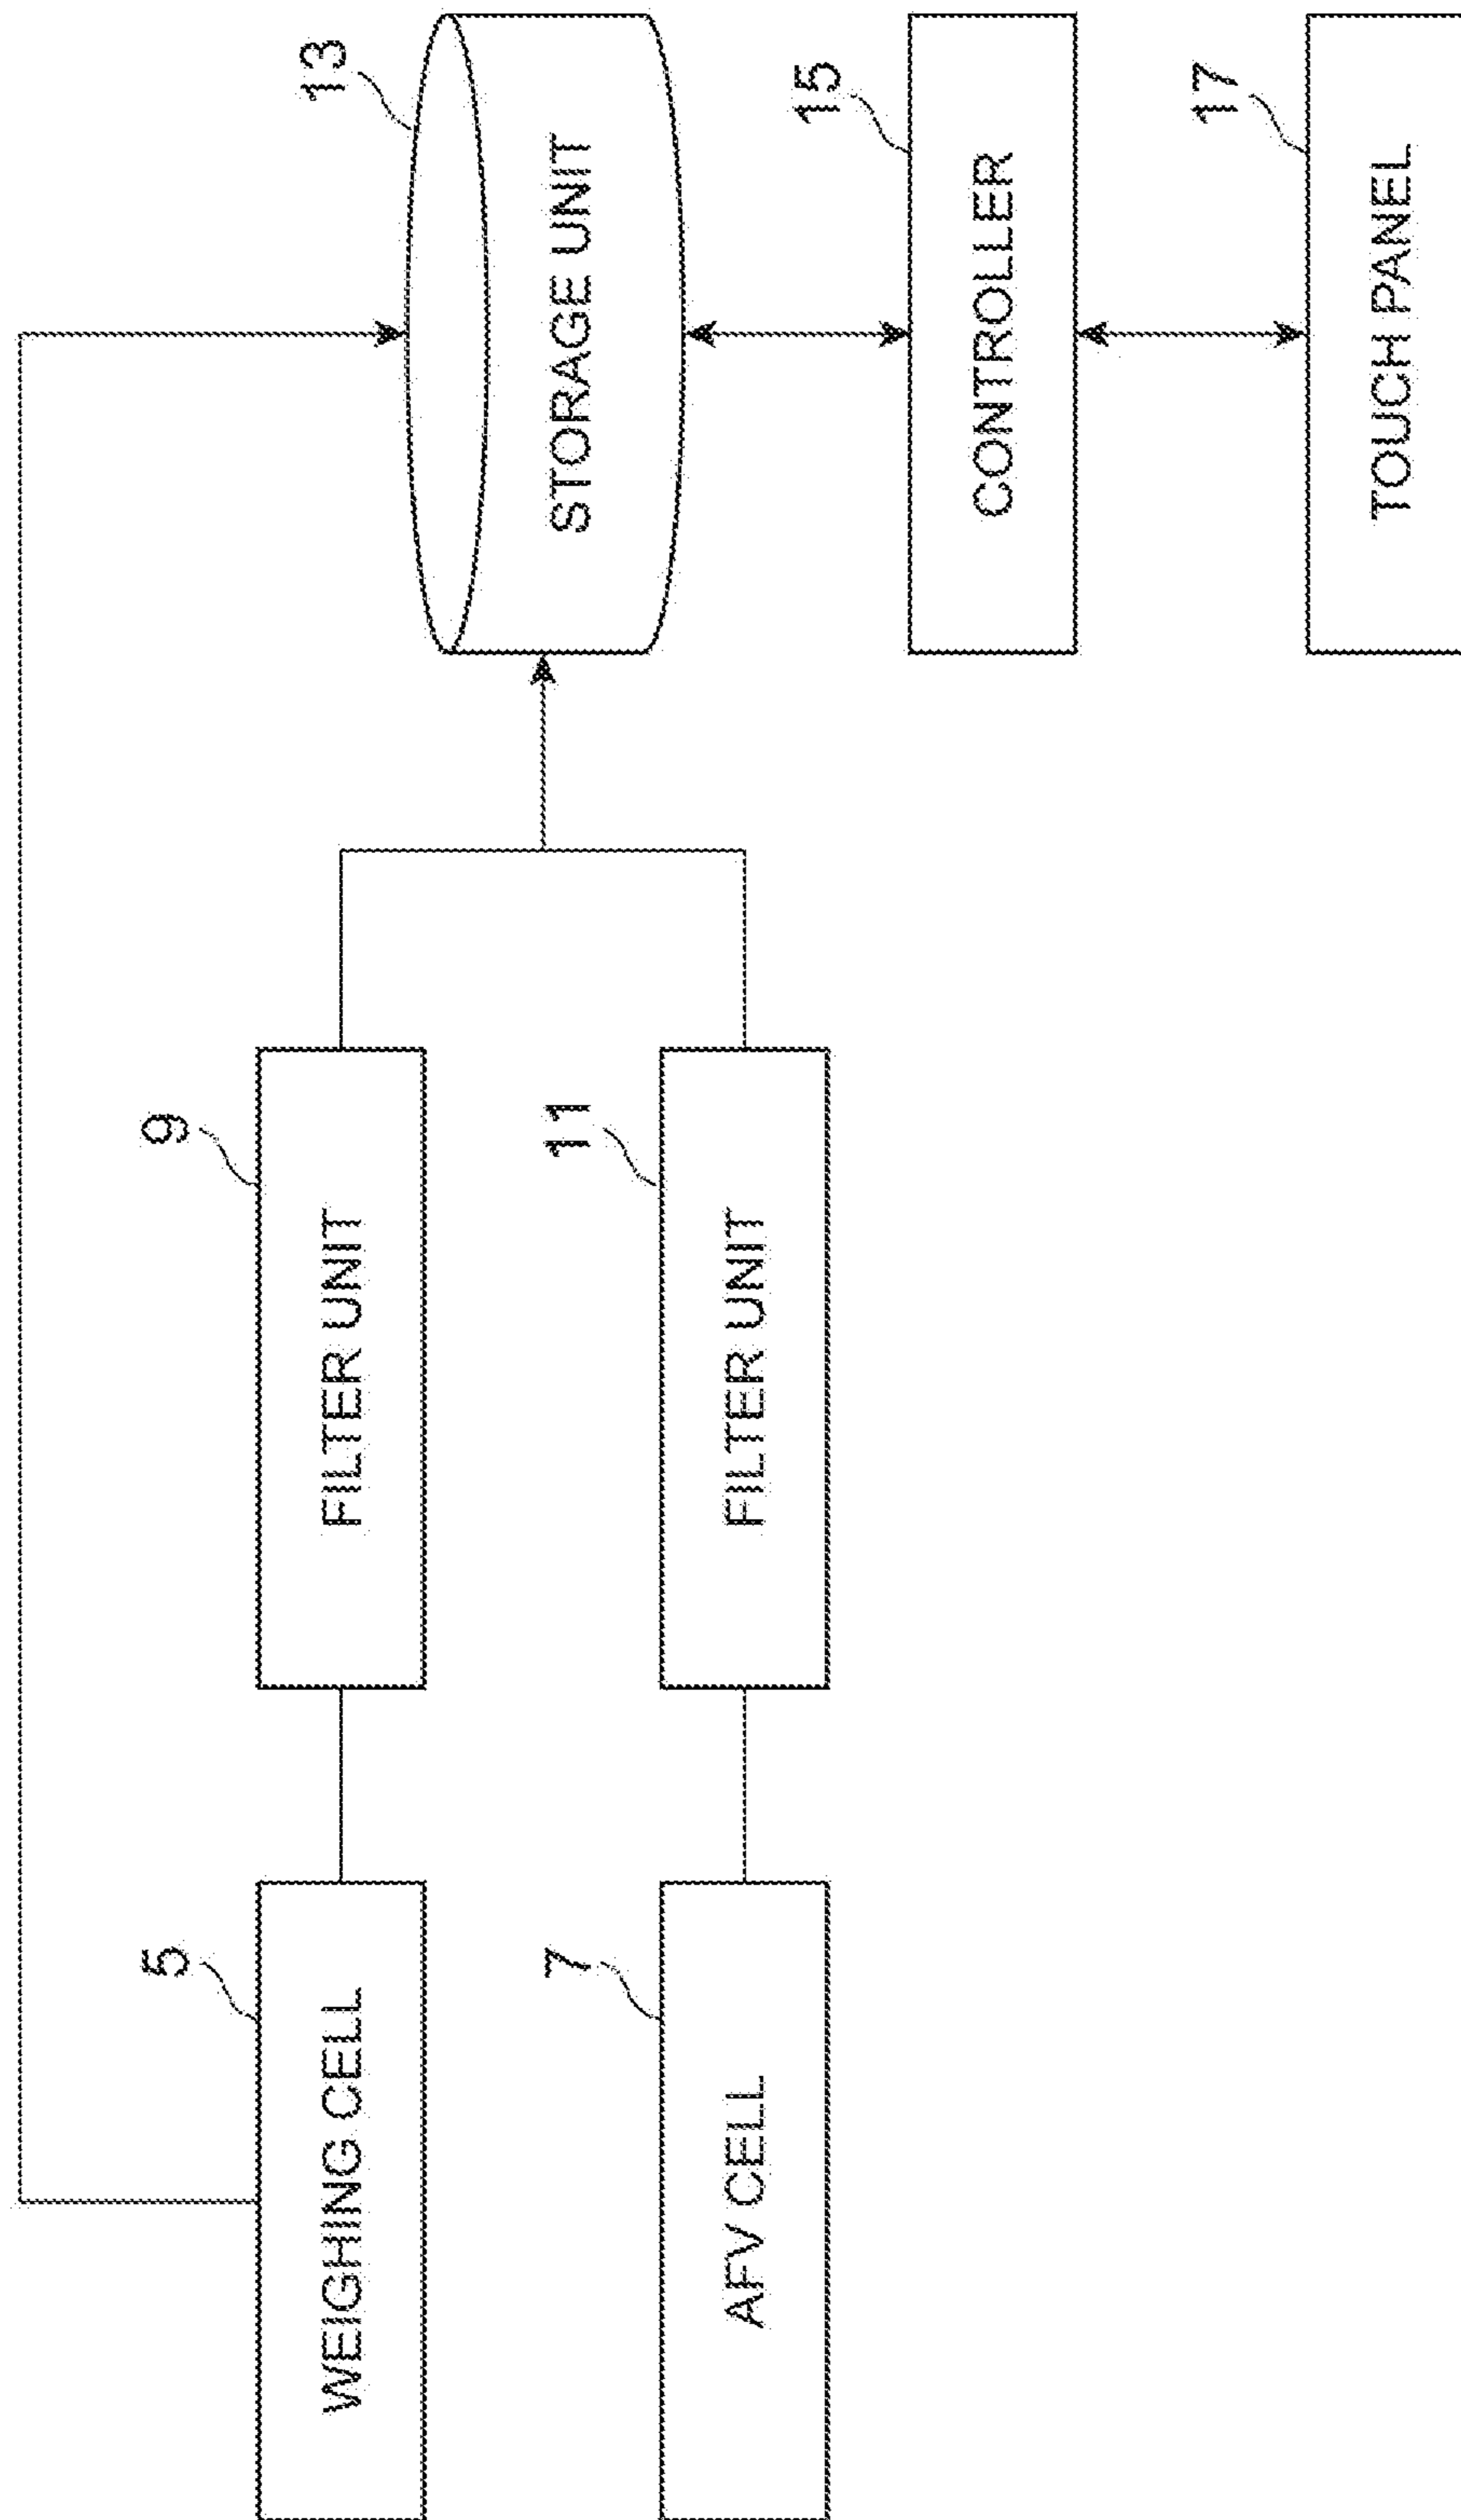 5
WEIGHING CELL
9
FILTER UNIT
13
STORAGE UNIT
7
AFV CELL
11
FILTER UNIT
15
CONTROLLER
17
TOUCH PANEL